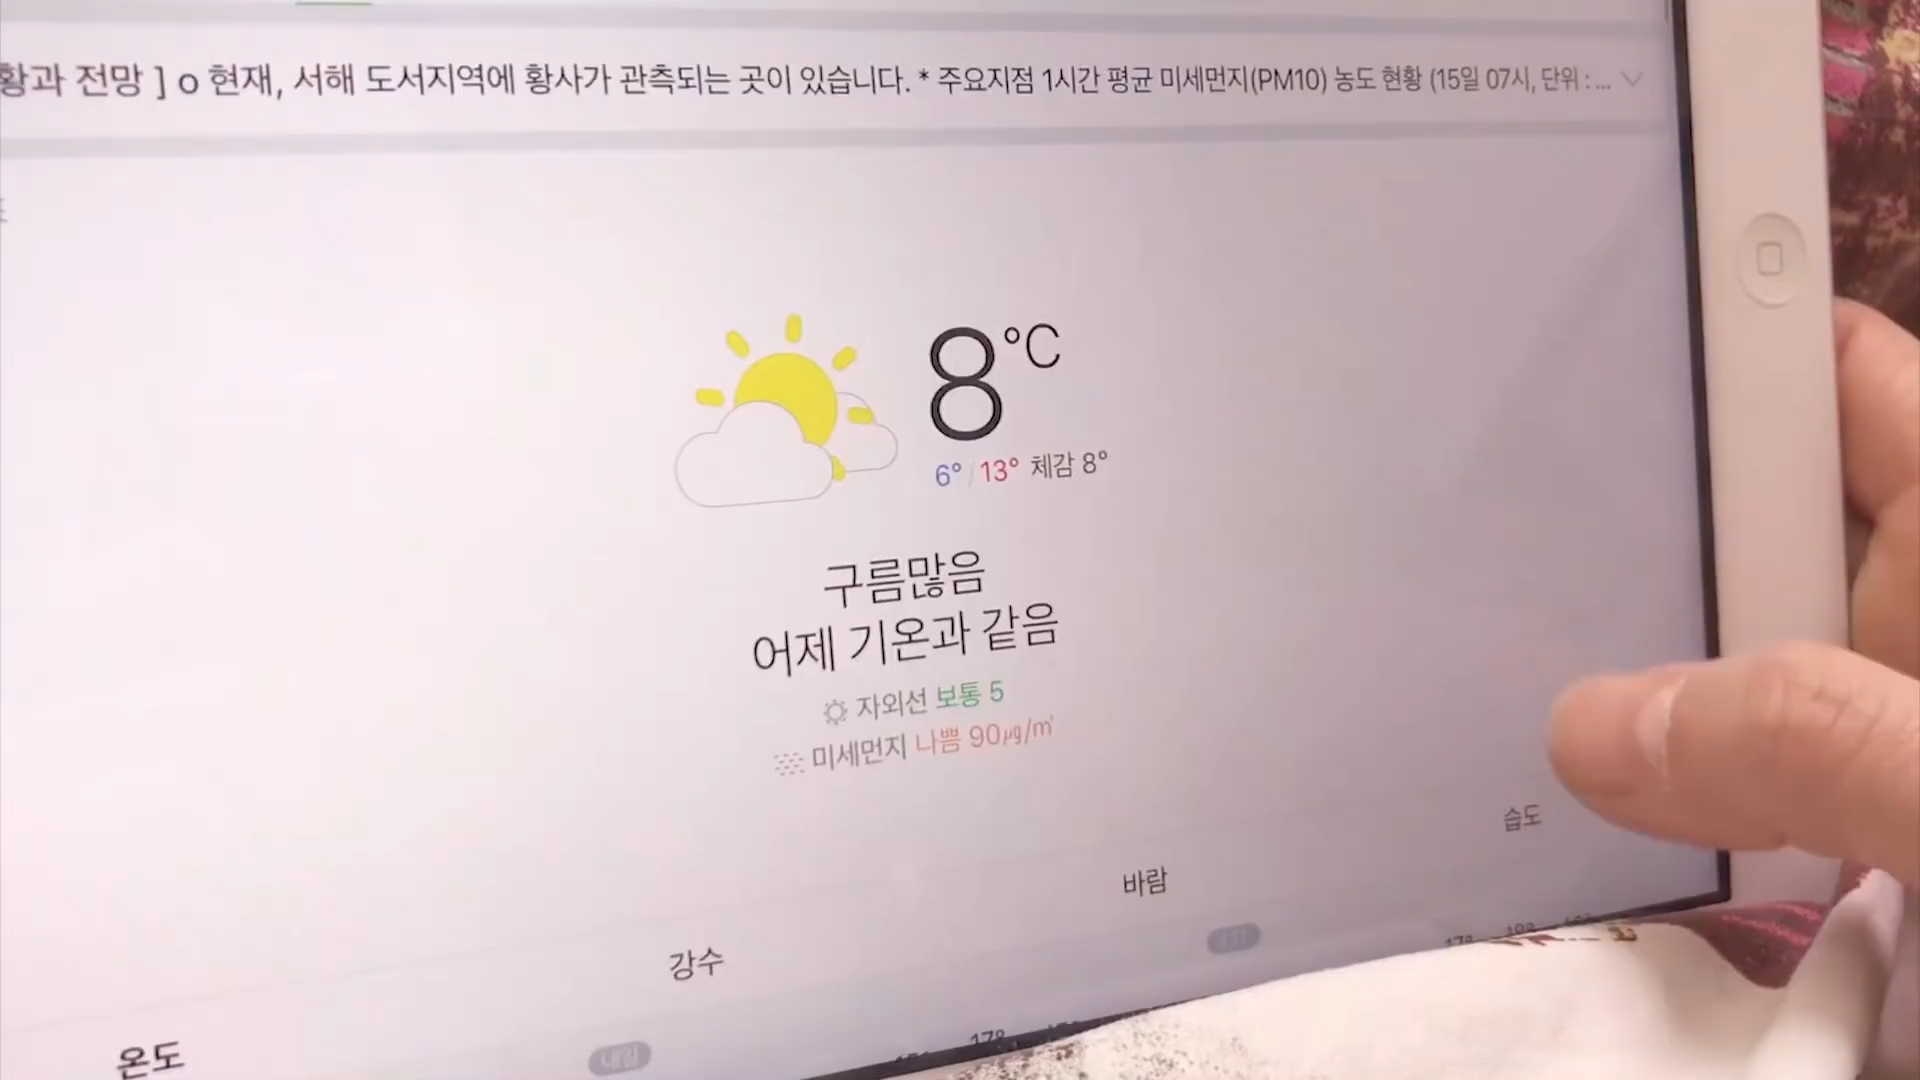 황과 전망 ] o 현재, 서해 도서지역에 황사가 관측되는 곳이 있습니다. * 주요지점 1시간 평균 미세먼지(PM10) 농도 현황 (15일 07시, 단위 : ...
8°C
6° / 13° 체감 8°
구름많음
어제 기온과 같음
자외선 보통 5
미세먼지 나쁨 90㎍/㎥
온도
강수
바람
습도
내일
17°
17°